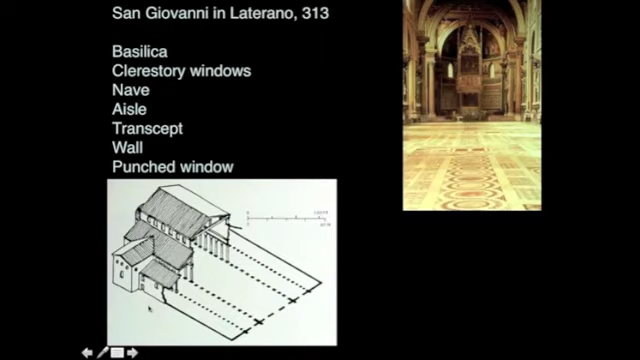 San Giovanni in Laterano, 313
Basilica
Clerestory windows
Nave
Aisle
Transcept
Wall
Punched window